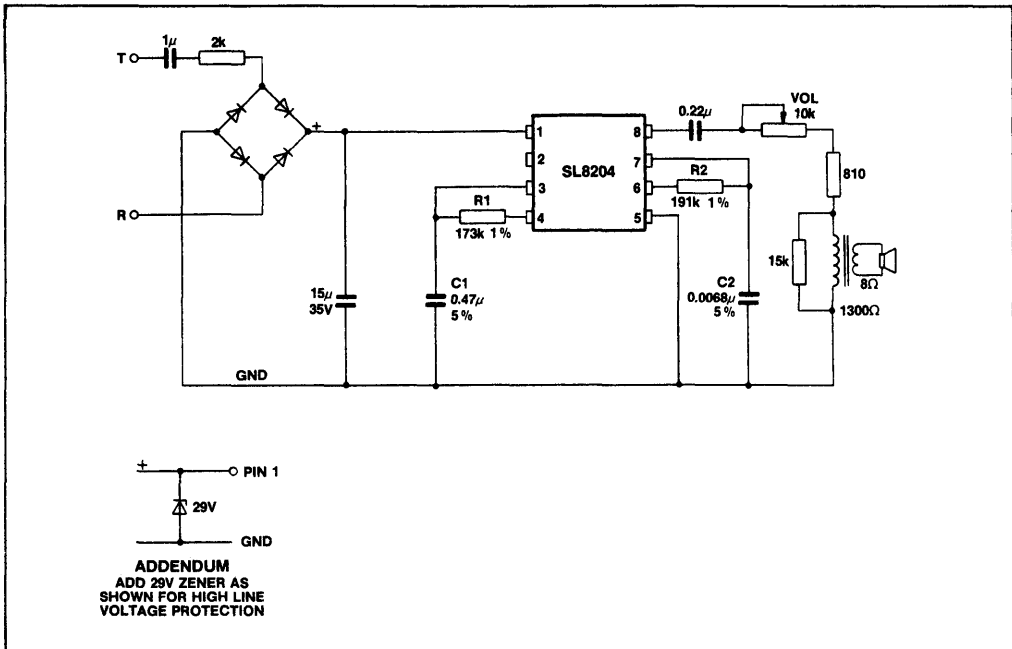 T
1μ
2k
R
+
15μ
35V
GND
C1
0.47μ
5%
R1
173k 1%
1
2
3
4
SL8204
8
7
6
5
0.22μ
VOL
10k
R2
191k 1%
C2
0.0068μ
5%
810
15k
8Ω
1300Ω
+
PIN 1
29V
GND
ADDENDUM
ADD 29V ZENER AS
SHOWN FOR HIGH LINE
VOLTAGE PROTECTION